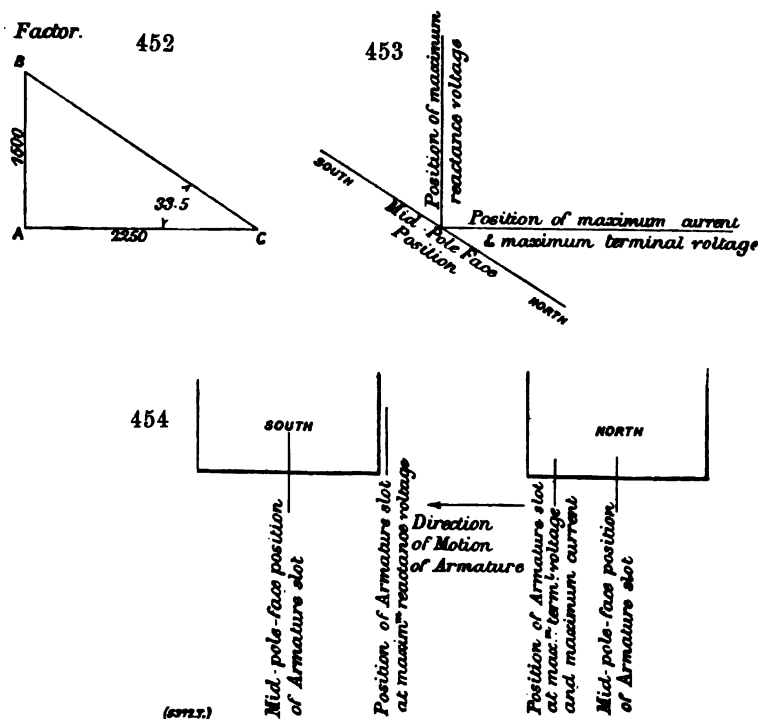 Factor.
452
B
1500
33.5
A
2250
C
453
Position of maximum
reactance voltage
SOUTH
Mid-Pole Face
Position
NORTH
Position of maximum current
& maximum terminal voltage
454
SOUTH
NORTH
Mid-pole-face position
of Armature slot
Position of Armature slot
at maxim.m reactance voltage
Direction
of Motion
of Armature
Position of Armature slot
at max.m term.l voltage
and maximum current
Mid-pole-face position
of Armature slot
(5972.T.)